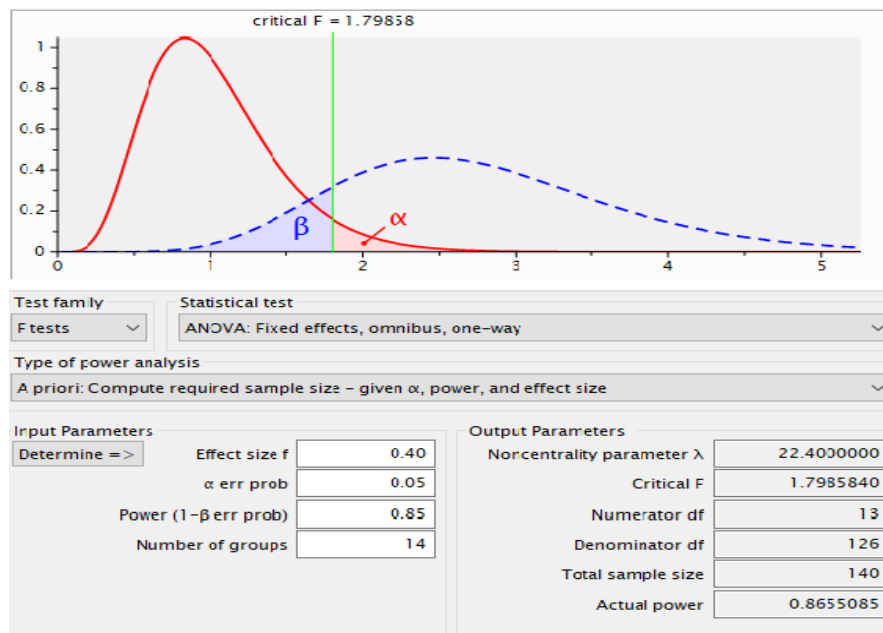 critical F = 1.79858
1
0.8
0.6
0.4
0.2
0
β
α
0 1 2 3 4 5
Test family
Statistical test
F tests
ANOVA: Fixed effects, omnibus, one-way
Type of power analysis
A priori: Compute required sample size - given α, power, and effect size
Input Parameters
Determine =>
Effect size f 0.40
α err prob 0.05
Power (1-β err prob) 0.85
Number of groups 14
Output Parameters
Noncentrality parameter λ 22.4000000
Critical F 1.7985840
Numerator df 13
Denominator df 126
Total sample size 140
Actual power 0.8655085